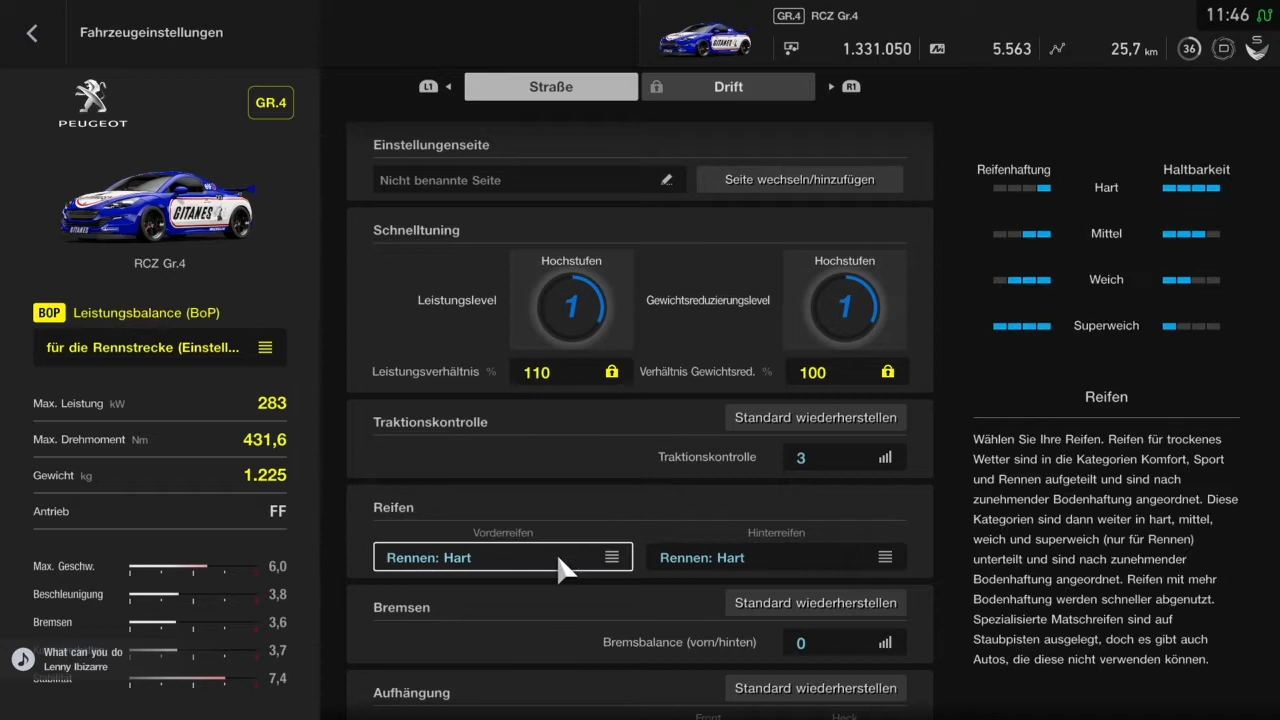 Fahrzeugeinstellungen
GR.4 RCZ Gr.4
1.331.050
5.563
25,7 km
36
S
11:46
PEUGEOT
GR.4
GITANES
GITANES
RCZ Gr.4
BOP Leistungsbalance (BoP)
für die Rennstrecke (Einstell...
Max. Leistung kW 283
Max. Drehmoment Nm 431,6
Gewicht kg 1.225
Antrieb FF
Max. Geschw. 6,0
Beschleunigung 3,8
Bremsen 3,6
3,7
Stabilität 7,4
What can you do
Lenny Ibizarre
L1 Straße Drift R1
Einstellungenseite
Nicht benannte Seite Seite wechseln/hinzufügen
Schnelltuning
Hochstufen Hochstufen
Leistungslevel 1 Gewichtsreduzierungslevel 1
Leistungsverhältnis % 110 Verhältnis Gewichtsred. % 100
Traktionskontrolle Standard wiederherstellen
Traktionskontrolle 3
Reifen
Vorderreifen Hinterreifen
Rennen: Hart Rennen: Hart
Bremsen Standard wiederherstellen
Bremsbalance (vorn/hinten) 0
Aufhängung Standard wiederherstellen
Front Heck
Reifenhaftung Haltbarkeit
Hart
Mittel
Weich
Superweich
Reifen
Wählen Sie Ihre Reifen. Reifen für trockenes
Wetter sind in die Kategorien Komfort, Sport
und Rennen aufgeteilt und sind nach
zunehmender Bodenhaftung angeordnet. Diese
Kategorien sind dann weiter in hart, mittel,
weich und superweich (nur für Rennen)
unterteilt und sind nach zunehmender
Bodenhaftung angeordnet. Reifen mit mehr
Bodenhaftung werden schneller abgenutzt.
Spezialisierte Matschreifen sind auf
Staubpisten ausgelegt, doch es gibt auch
Autos, die diese nicht verwenden können.